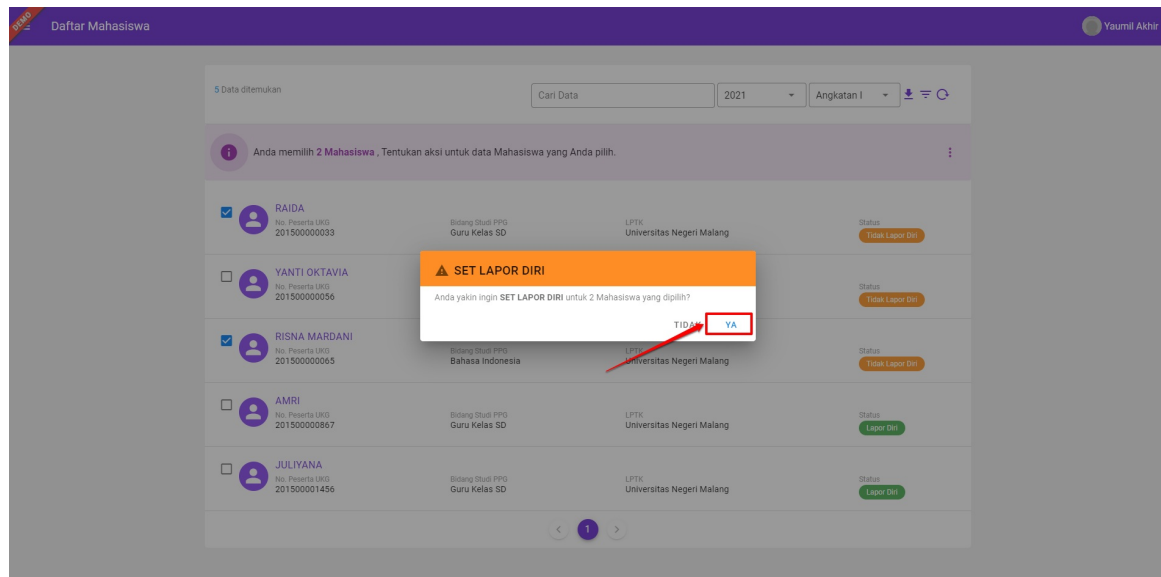 DEMO
Daftar Mahasiswa
Yaumil Akhir
5 Data ditemukan
Cari Data
2021
Angkatan I
Anda memilih 2 Mahasiswa , Tentukan aksi untuk data Mahasiswa yang Anda pilih.
RAIDA
No. Peserta UKG
201500000033
Bidang Studi PPG
Guru Kelas SD
LPTK
Universitas Negeri Malang
Status
Tidak Lapor Diri
SET LAPOR DIRI
Anda yakin ingin SET LAPOR DIRI untuk 2 Mahasiswa yang dipilih?
TIDAK
YA
YANTI OKTAVIA
No. Peserta UKG
201500000056
Status
Tidak Lapor Diri
RISNA MARDANI
No. Peserta UKG
201500000065
Bidang Studi PPG
Bahasa Indonesia
LPTK
Universitas Negeri Malang
Status
Tidak Lapor Diri
AMRI
No. Peserta UKG
201500000867
Bidang Studi PPG
Guru Kelas SD
LPTK
Universitas Negeri Malang
Status
Lapor Diri
JULIYANA
No. Peserta UKG
201500001456
Bidang Studi PPG
Guru Kelas SD
LPTK
Universitas Negeri Malang
Status
Lapor Diri
1